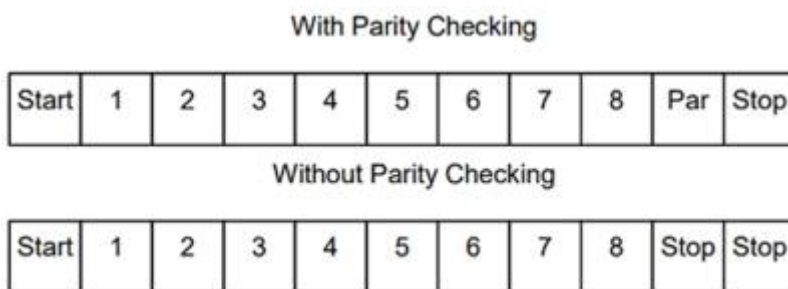 With Parity Checking
Start 1 2 3 4 5 6 7 8 Par Stop
Without Parity Checking
Start 1 2 3 4 5 6 7 8 Stop Stop